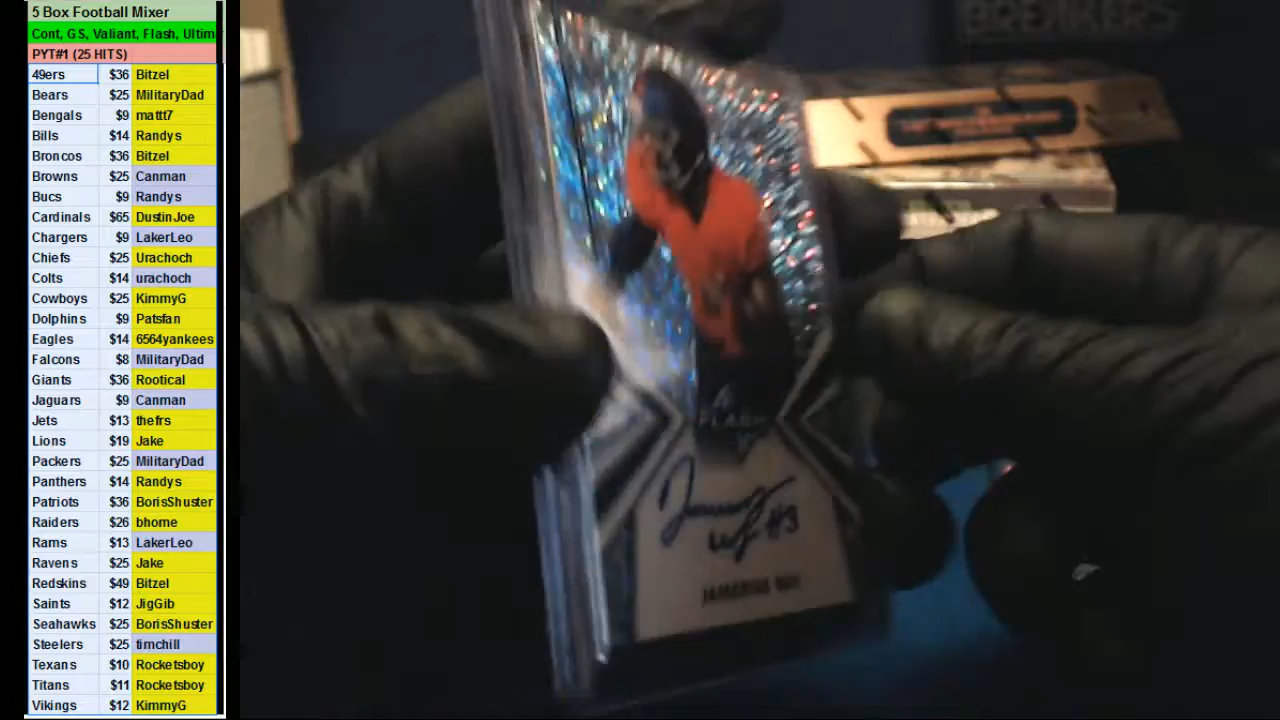 5 Box Football Mixer
Cont, GS, Valiant, Flash, Ultim
PYT#1 (25 HITS)
49ers $36 Bitzel
Bears $25 MilitaryDad
Bengals $9 mattt7
Bills $14 Randys
Broncos $36 Bitzel
Browns $25 Canman
Bucs $9 Randys
Cardinals $65 DustinJoe
Chargers $9 LakerLeo
Chiefs $25 Urachoch
Colts $14 urachoch
Cowboys $25 KimmyG
Dolphins $9 Patsfan
Eagles $14 6564yankees
Falcons $8 MilitaryDad
Giants $36 Rootical
Jaguars $9 Canman
Jets $13 thefrs
Lions $19 Jake
Packers $25 MilitaryDad
Panthers $14 Randys
Patriots $36 BorisShuster
Raiders $26 bhorne
Rams $13 LakerLeo
Ravens $25 Jake
Redskins $49 Bitzel
Saints $12 JigGib
Seahawks $25 BorisShuster
Steelers $25 timchill
Texans $10 Rocketsboy
Titans $11 Rocketsboy
Vikings $12 KimmyG
BREAKERS
FLASH
#3